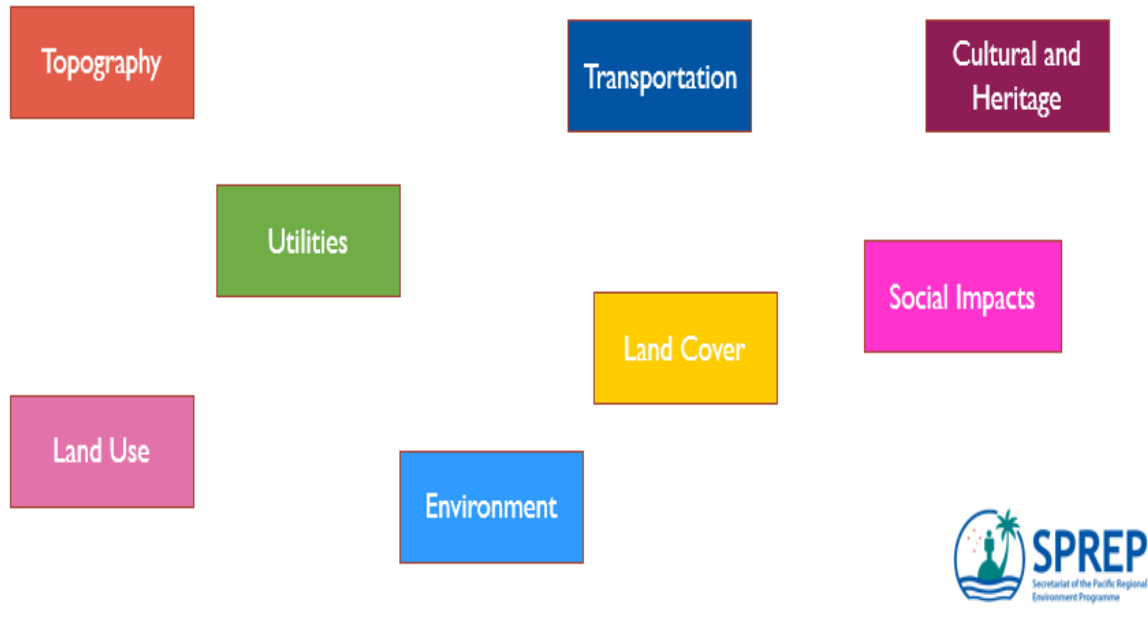 Topography
Transportation
Cultural and
Heritage
Utilities
Social Impacts
Land Cover
Land Use
Environment
SPREP
Secretariat of the Pacific Regional
Environment Programme